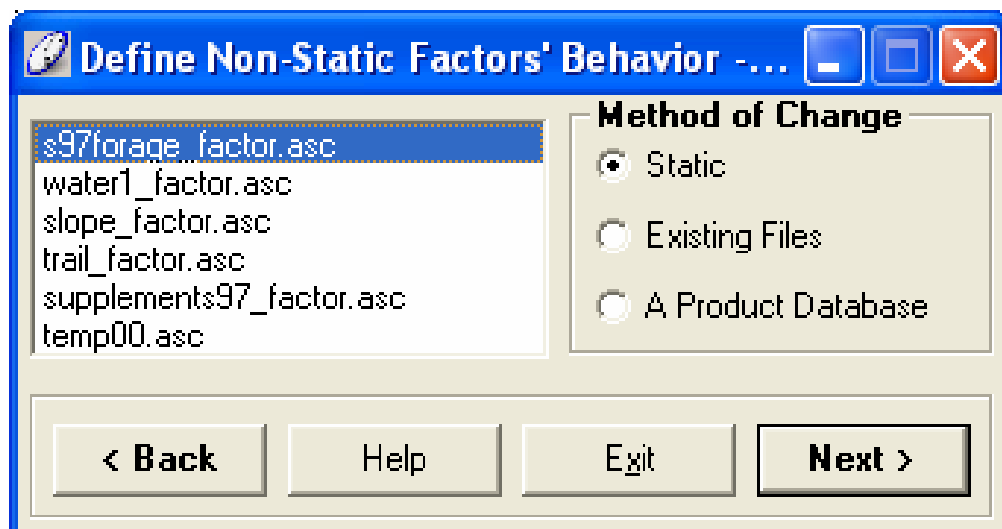 Define Non-Static Factors' Behavior -...
s97forage_factor.asc
water1_factor.asc
slope_factor.asc
trail_factor.asc
supplements97_factor.asc
temp00.asc
Method of Change
Static
Existing Files
A Product Database
< Back
Help
Exit
Next >